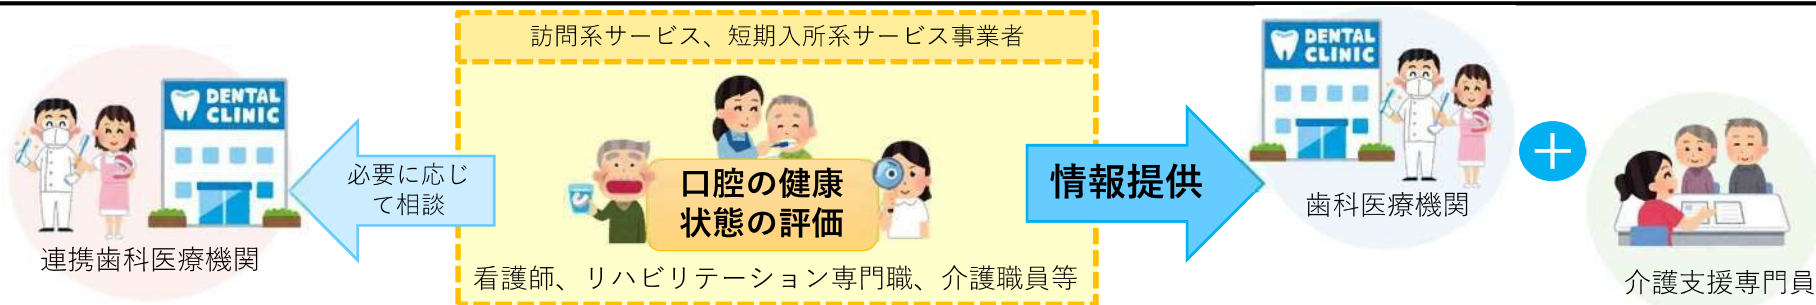 訪問系サービス、短期入所系サービス事業者
DENTAL
CLINIC
必要に応じ
て相談
連携歯科医療機関
口腔の健康
状態の評価
看護師、リハビリテーション専門職、介護職員等
情報提供
DENTAL
CLINIC
歯科医療機関
介護支援専門員